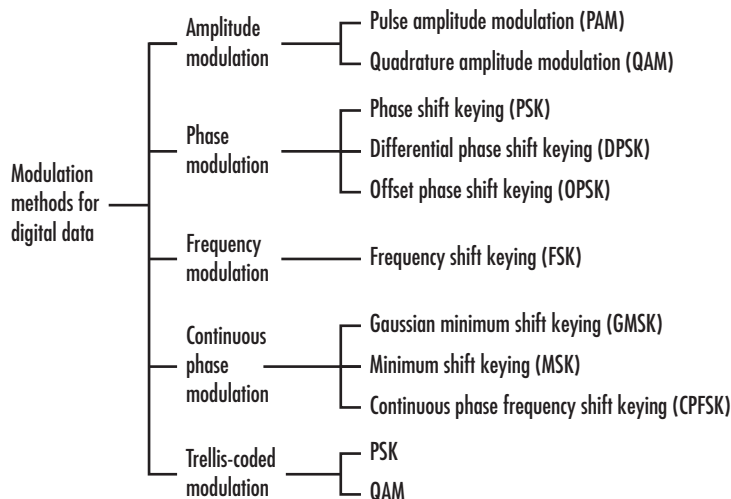 Modulation
methods for
digital data
Amplitude
modulation
Pulse amplitude modulation (PAM)
Quadrature amplitude modulation (QAM)
Phase
modulation
Phase shift keying (PSK)
Differential phase shift keying (DPSK)
Offset phase shift keying (OPSK)
Frequency
modulation
Frequency shift keying (FSK)
Continuous
phase
modulation
Gaussian minimum shift keying (GMSK)
Minimum shift keying (MSK)
Continuous phase frequency shift keying (CPFSK)
Trellis-coded
modulation
PSK
QAM